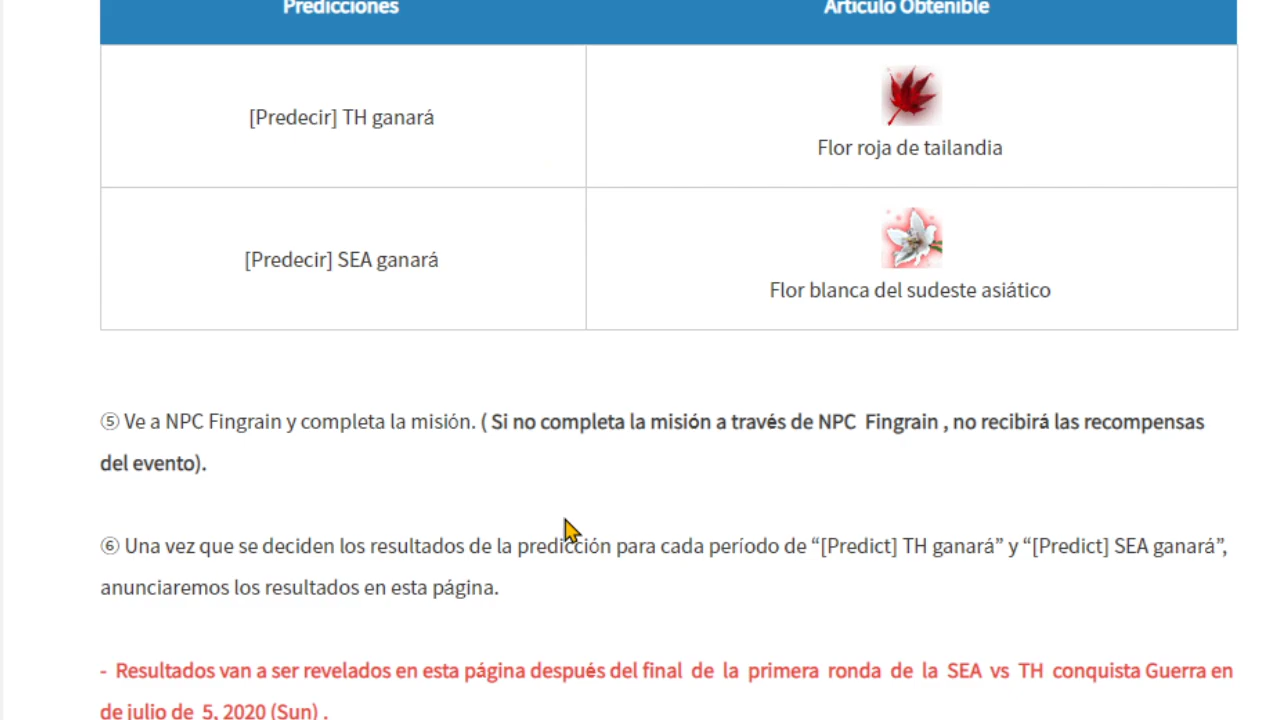 Predicciones
Artículo Obtenible
[Predecir] TH ganará
Flor roja de tailandia
[Predecir] SEA ganará
Flor blanca del sudeste asiático
⑤ Ve a NPC Fingrain y completa la misión. ( Si no completa la misión a través de NPC Fingrain , no recibirá las recompensas
del evento).
⑥ Una vez que se deciden los resultados de la predicción para cada período de “[Predict] TH ganará” y “[Predict] SEA ganará”,
anunciaremos los resultados en esta página.
- Resultados van a ser revelados en esta página después del final de la primera ronda de la SEA vs TH conquista Guerra en
de julio de 5, 2020 (Sun) .